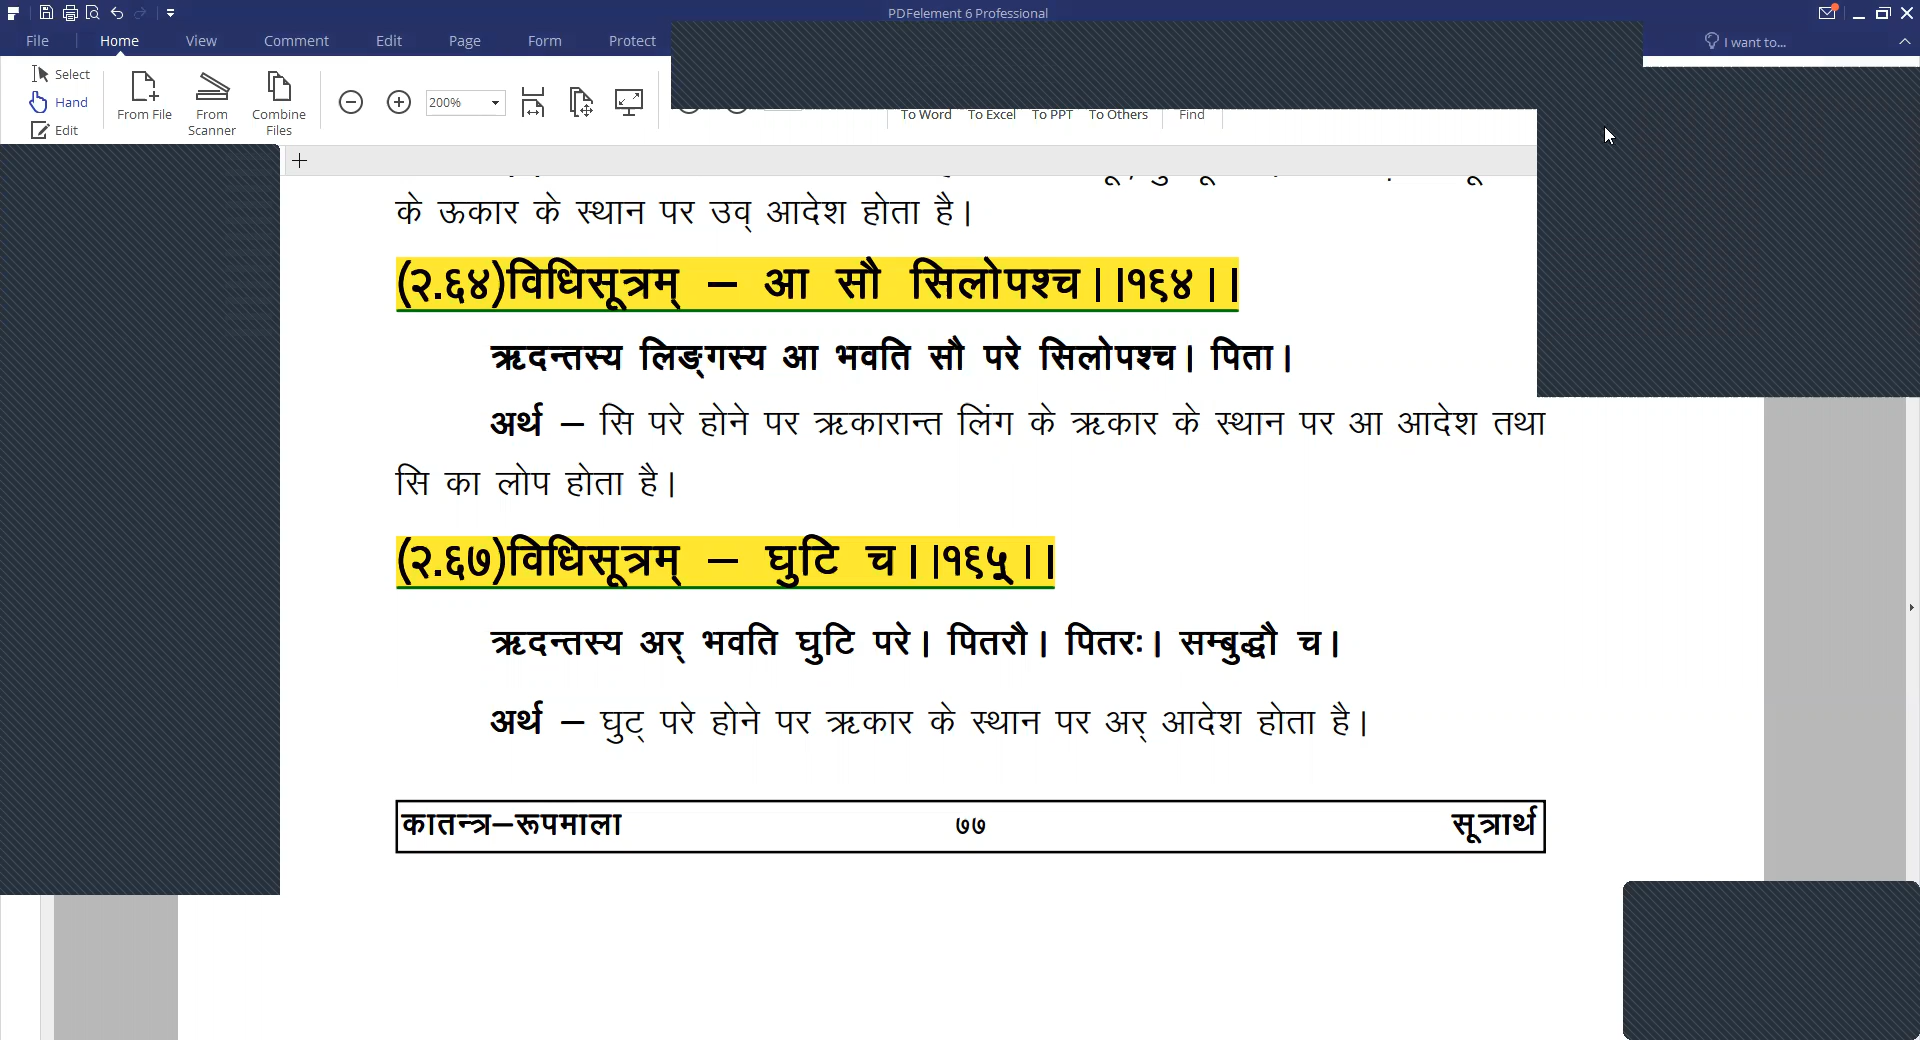 PDFelement 6 Professional
File Home View Comment Edit Page Form Protect I want to...
Select
Hand
Edit
From File
From Scanner
Combine Files
200%
To Word To Excel To PPT To Others Find
के ऊकार के स्थान पर उव् आदेश होता है।
(२.६४)विधिसूत्रम् – आ सौ सिलोपश्च।।१९४।।
ऋदन्तस्य लिङ्गस्य आ भवति सौ परे सिलोपश्च। पिता।
अर्थ – सि परे होने पर ऋकारान्त लिंग के ऋकार के स्थान पर आ आदेश तथा
सि का लोप होता है।
(२.६७)विधिसूत्रम् – घुटि च।।१९५।।
ऋदन्तस्य अर् भवति घुटि परे। पितरौ। पितरः। सम्बुद्धौ च।
अर्थ – घुट् परे होने पर ऋकार के स्थान पर अर् आदेश होता है।
कातन्त्र–रूपमाला ७७ सूत्रार्थ